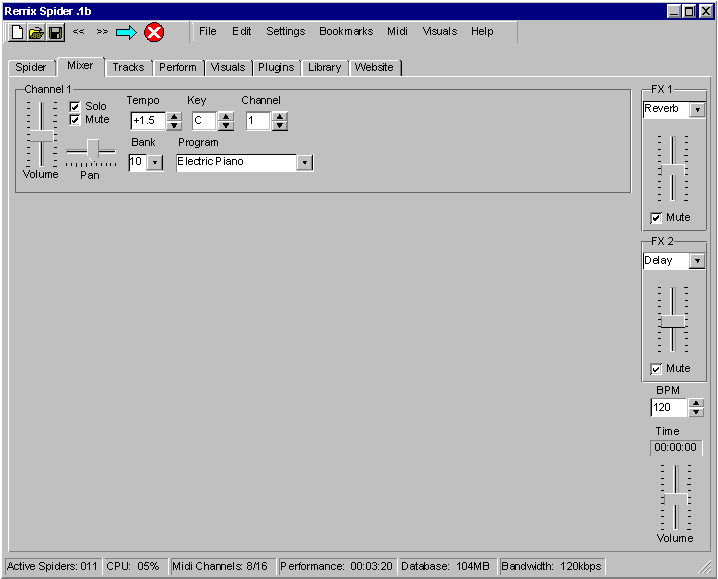 Remix Spider .1b
<< >> File Edit Settings Bookmarks Midi Visuals Help
Spider Mixer Tracks Perform Visuals Plugins Library Website
Channel 1
Solo
Mute
Volume
Pan
Tempo Key Channel
+1.5 C 1
Bank Program
10 Electric Piano
FX 1
Reverb
Mute
FX 2
Delay
Mute
BPM
120
Time
00:00:00
Volume
Active Spiders: 011 CPU: 05% Midi Channels: 8/16 Performance: 00:03:20 Database: 104MB Bandwidth: 120kbps